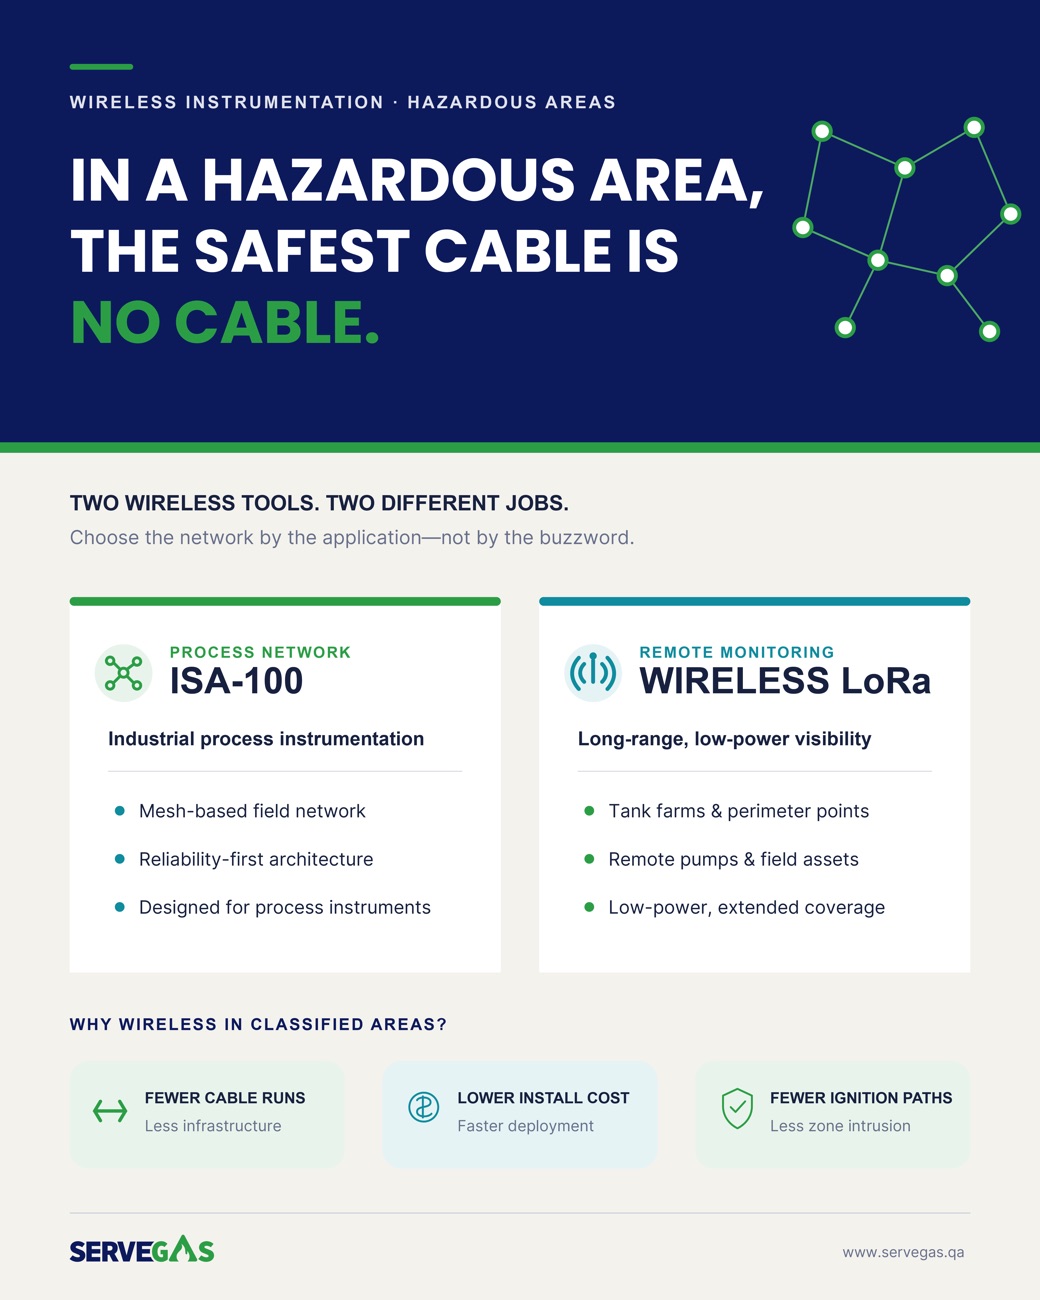 WIRELESS INSTRUMENTATION · HAZARDOUS AREAS
IN A HAZARDOUS AREA,
THE SAFEST CABLE IS
NO CABLE.
TWO WIRELESS TOOLS. TWO DIFFERENT JOBS.
Choose the network by the application—not by the buzzword.
PROCESS NETWORK
ISA-100
Industrial process instrumentation
Mesh-based field network
Reliability-first architecture
Designed for process instruments
REMOTE MONITORING
WIRELESS LoRa
Long-range, low-power visibility
Tank farms & perimeter points
Remote pumps & field assets
Low-power, extended coverage
WHY WIRELESS IN CLASSIFIED AREAS?
FEWER CABLE RUNS
Less infrastructure
LOWER INSTALL COST
Faster deployment
FEWER IGNITION PATHS
Less zone intrusion
SERVEGAS
www.servegas.qa